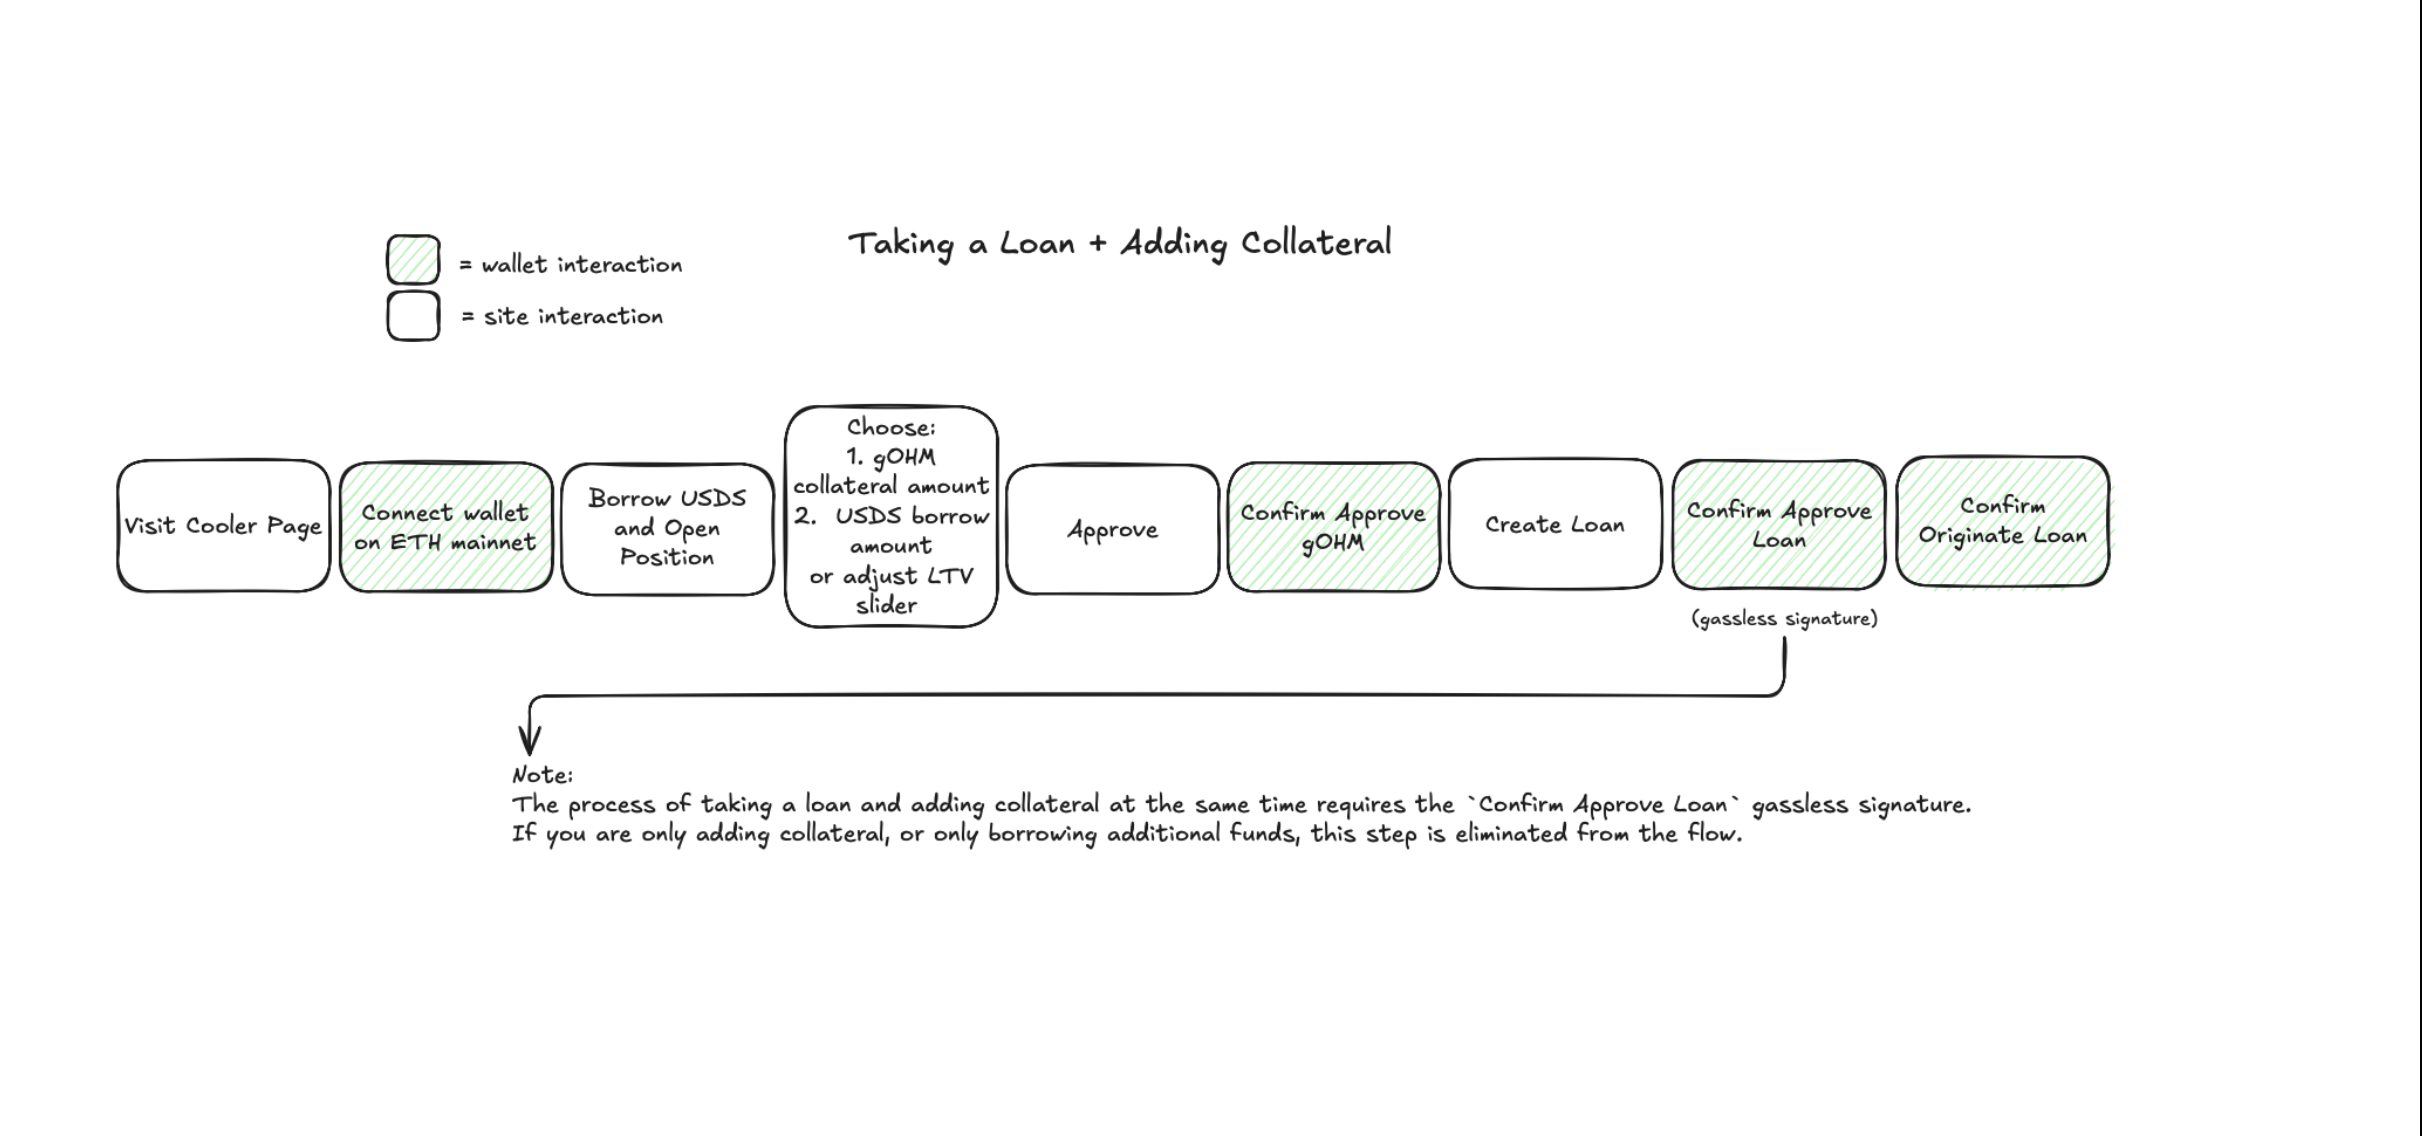 Taking a Loan + Adding Collateral
= wallet interaction
= site interaction
Visit Cooler Page
Connect wallet
on ETH mainnet
Borrow USDS
and Open
Position
Choose:
1. gOHM
collateral amount
2. USDS borrow
amount
or adjust LTV
slider
Approve
Confirm Approve
gOHM
Create Loan
Confirm Approve
Loan
(gassless signature)
Confirm
Originate Loan
Note:
The process of taking a loan and adding collateral at the same time requires the `Confirm Approve Loan` gassless signature.
If you are only adding collateral, or only borrowing additional funds, this step is eliminated from the flow.